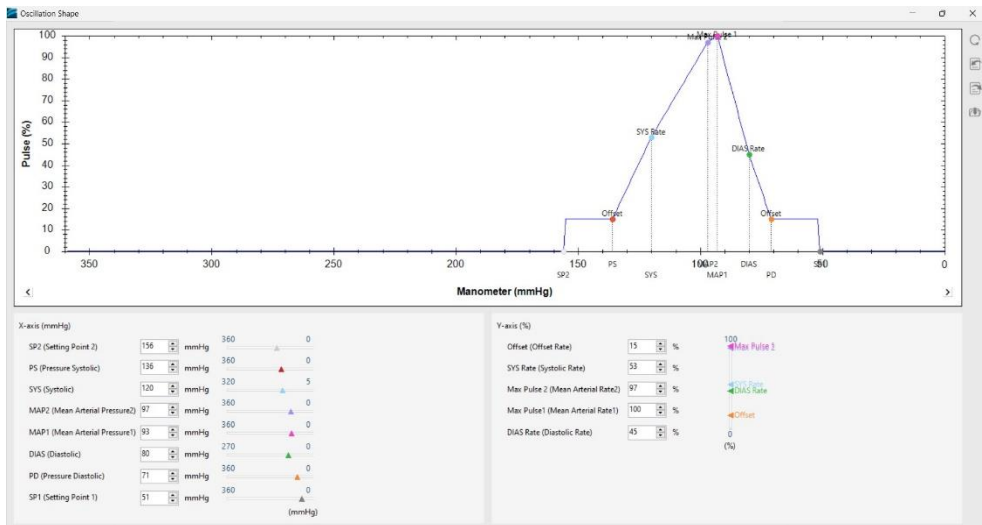 Oscillation Shape
100
90
80
70
60
50
40
30
20
10
0
Pulse (%)
Max Pulse 1
SYS Rate
DIAS Rate
Offset
Offset
350
300
250
200
150
100
50
0
SP2
PS
SYS
MAP2
MAP1
DIAS
PD
Manometer (mmHg)
X-axis (mmHg)
SP2 (Setting Point 2) 156 mmHg 360 0
PS (Pressure Systolic) 136 mmHg 360 0
SYS (Systolic) 120 mmHg 320 5
MAP2 (Mean Arterial Pressure2) 97 mmHg 360 0
MAP1 (Mean Arterial Pressure1) 93 mmHg 360 0
DIAS (Diastolic) 80 mmHg 270 0
PD (Pressure Diastolic) 71 mmHg 360 0
SP1 (Setting Point 1) 51 mmHg 360 0
(mmHg)
Y-axis (%)
Offset (Offset Rate) 15 %
SYS Rate (Systolic Rate) 53 %
Max Pulse 2 (Mean Arterial Rate2) 97 %
Max Pulse1 (Mean Arterial Rate1) 100 %
DIAS Rate (Diastolic Rate) 45 %
100
Max Pulse
SYS Rate
DIAS Rate
Offset
0
(%)